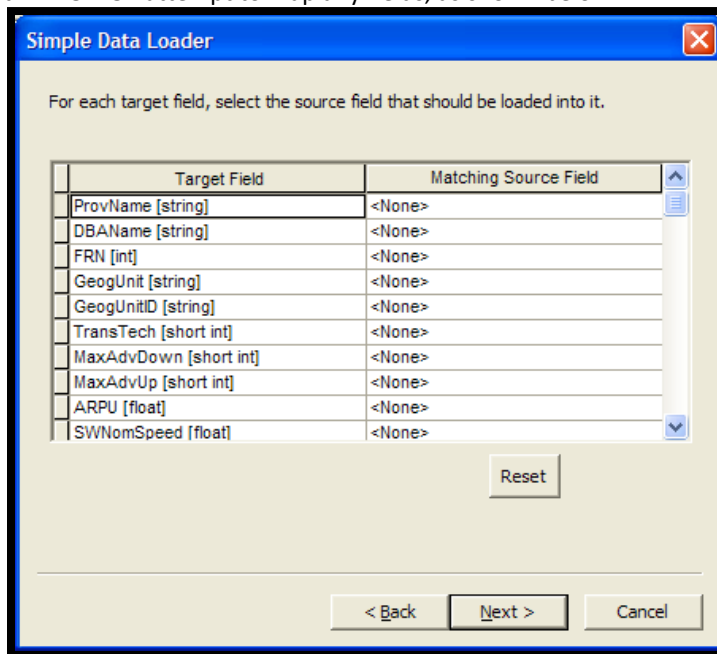 Simple Data Loader
For each target field, select the source field that should be loaded into it.
Target Field Matching Source Field
ProvName [string] <None>
DBAName [string] <None>
FRN [int] <None>
GeogUnit [string] <None>
GeogUnitID [string] <None>
TransTech [short int] <None>
MaxAdvDown [short int] <None>
MaxAdvUp [short int] <None>
ARPU [float] <None>
SWNomSpeed [float] <None>
Reset
< Back Next > Cancel